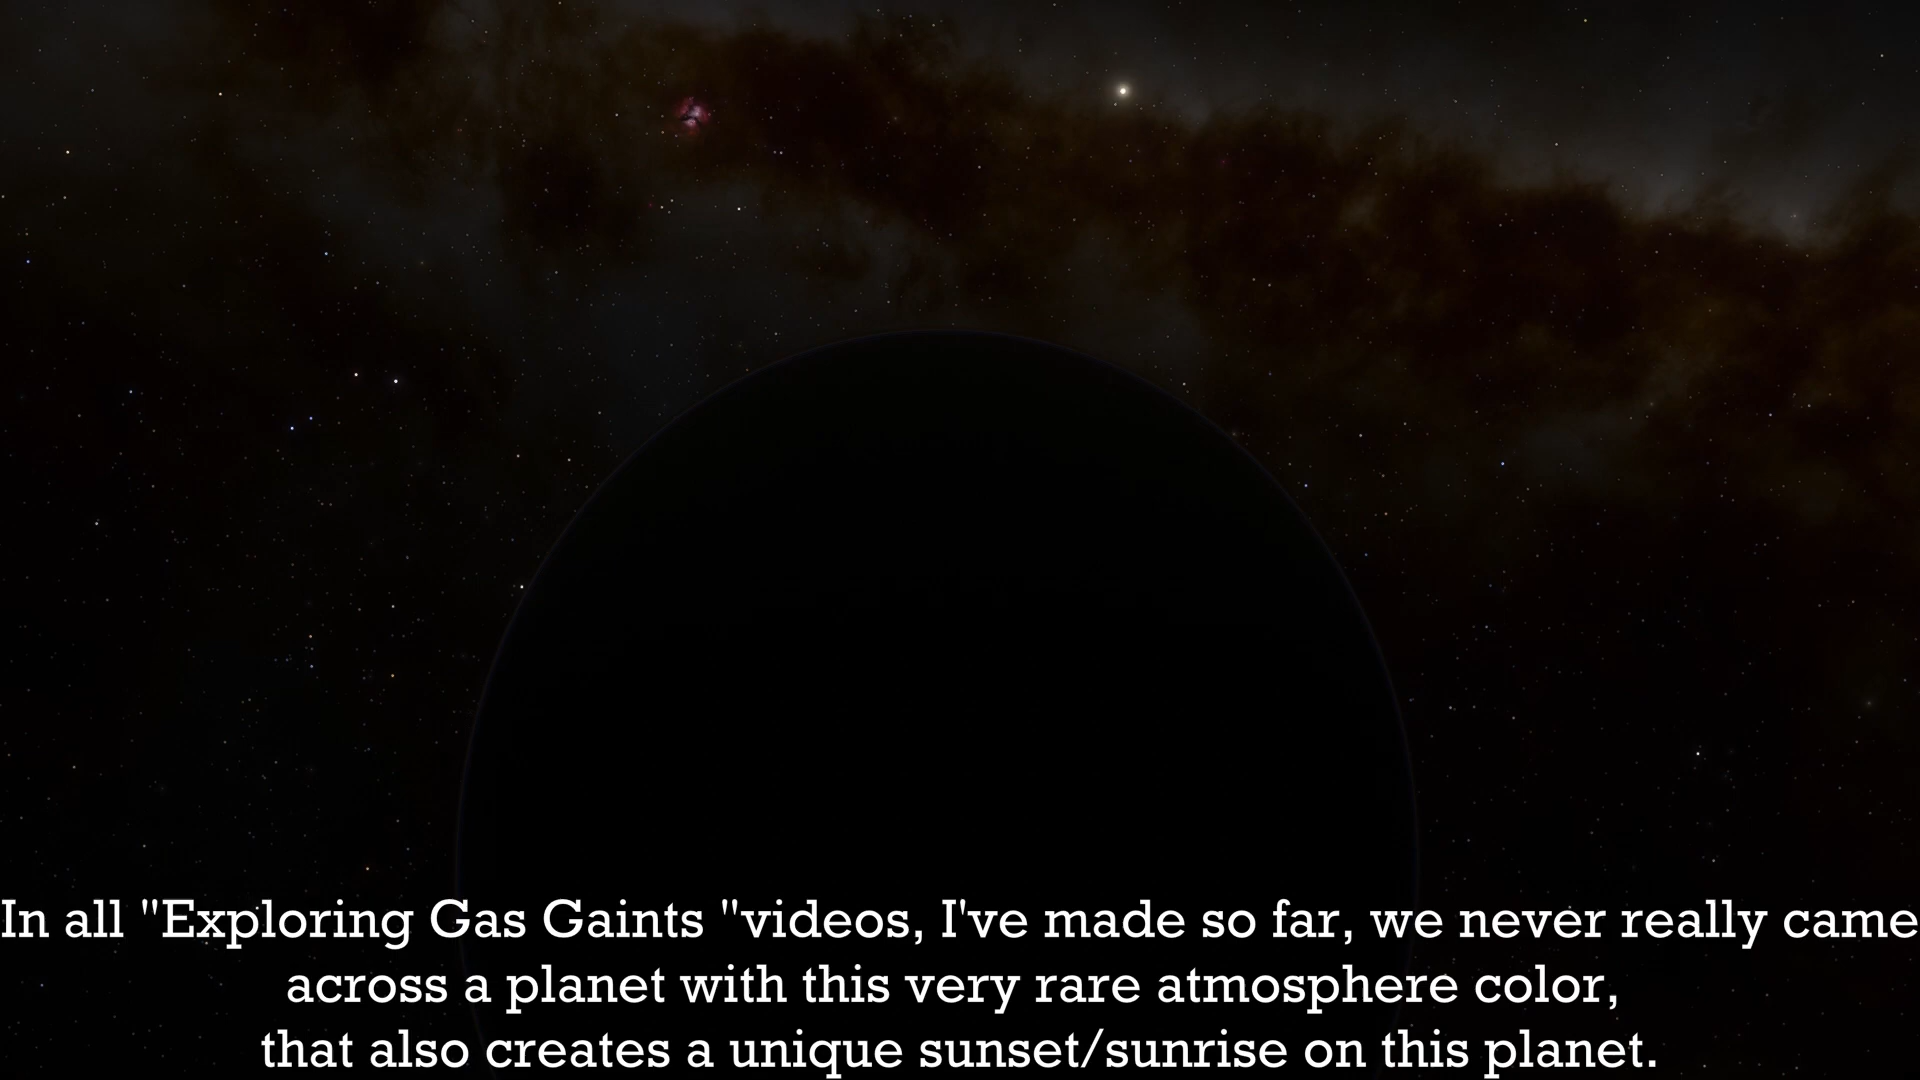 In all "Exploring Gas Gaints "videos, I've made so far, we never really came
across a planet with this very rare atmosphere color,
that also creates a unique sunset/sunrise on this planet.